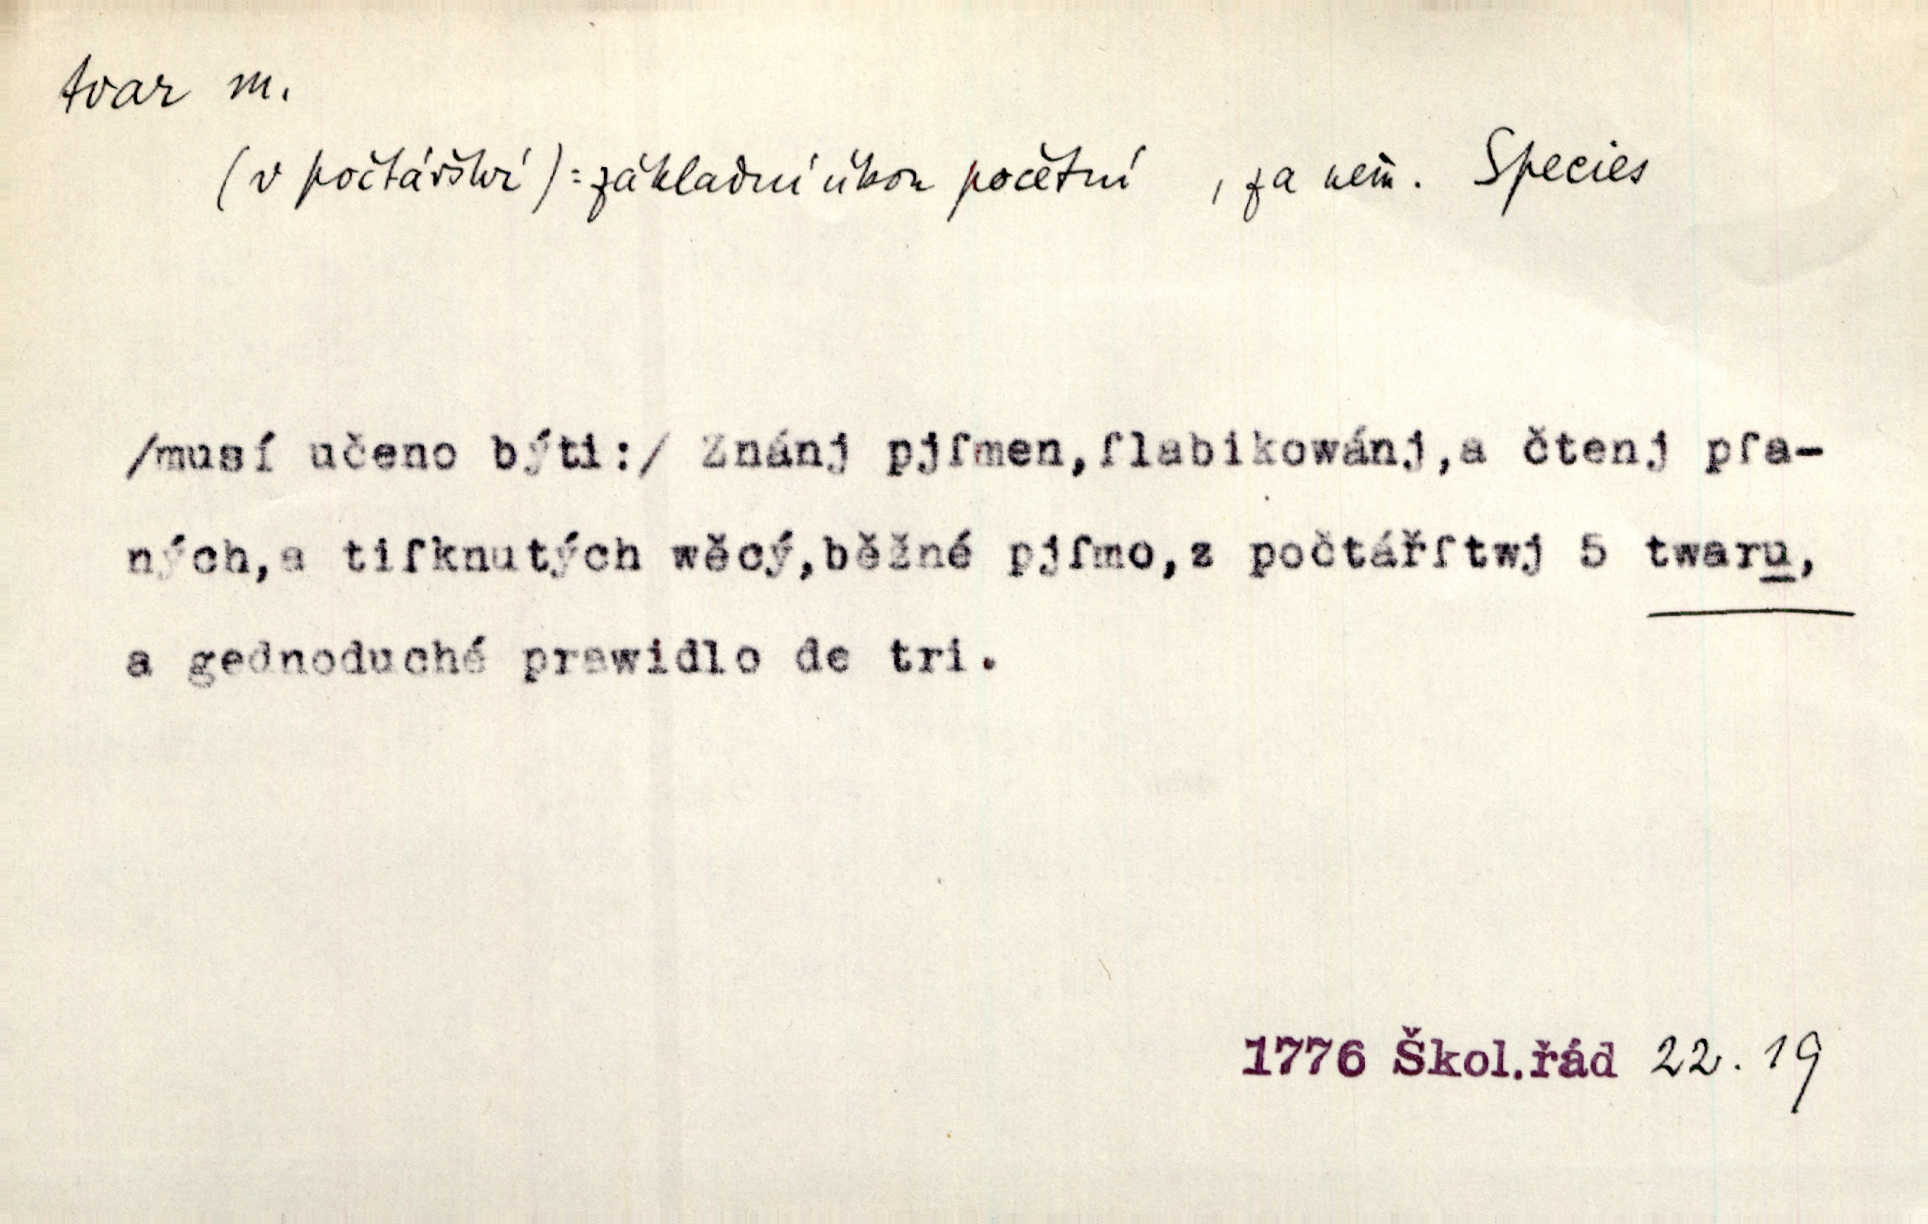 tvar m.
(v počtářství) = základní úkon početní , za něm. Species
/musí učeno býti:/ Znánj pjſmen,ſlabikowánj,a čtenj pſa-
ných,a tiſknutých wěcý,běžné pjſmo,z počtářſtwj 5 twaru,
a gednoduché prawidlo de tri.
1776 Škol.řád 22. 19